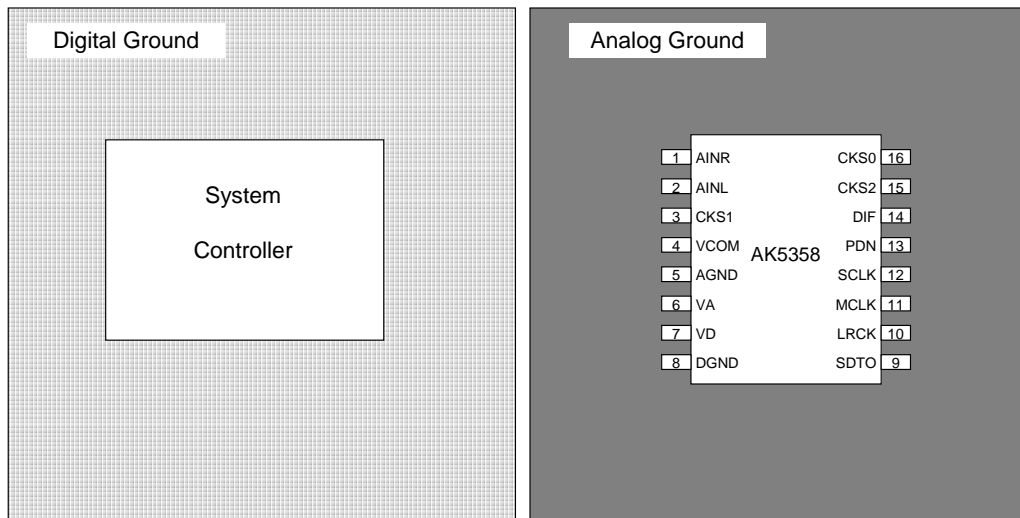 Digital Ground
Analog Ground
System
Controller
1 AINR CKS0 16
2 AINL CKS2 15
3 CKS1 DIF 14
4 VCOM PDN 13
AK5358
5 AGND SCLK 12
6 VA MCLK 11
7 VD LRCK 10
8 DGND SDTO 9